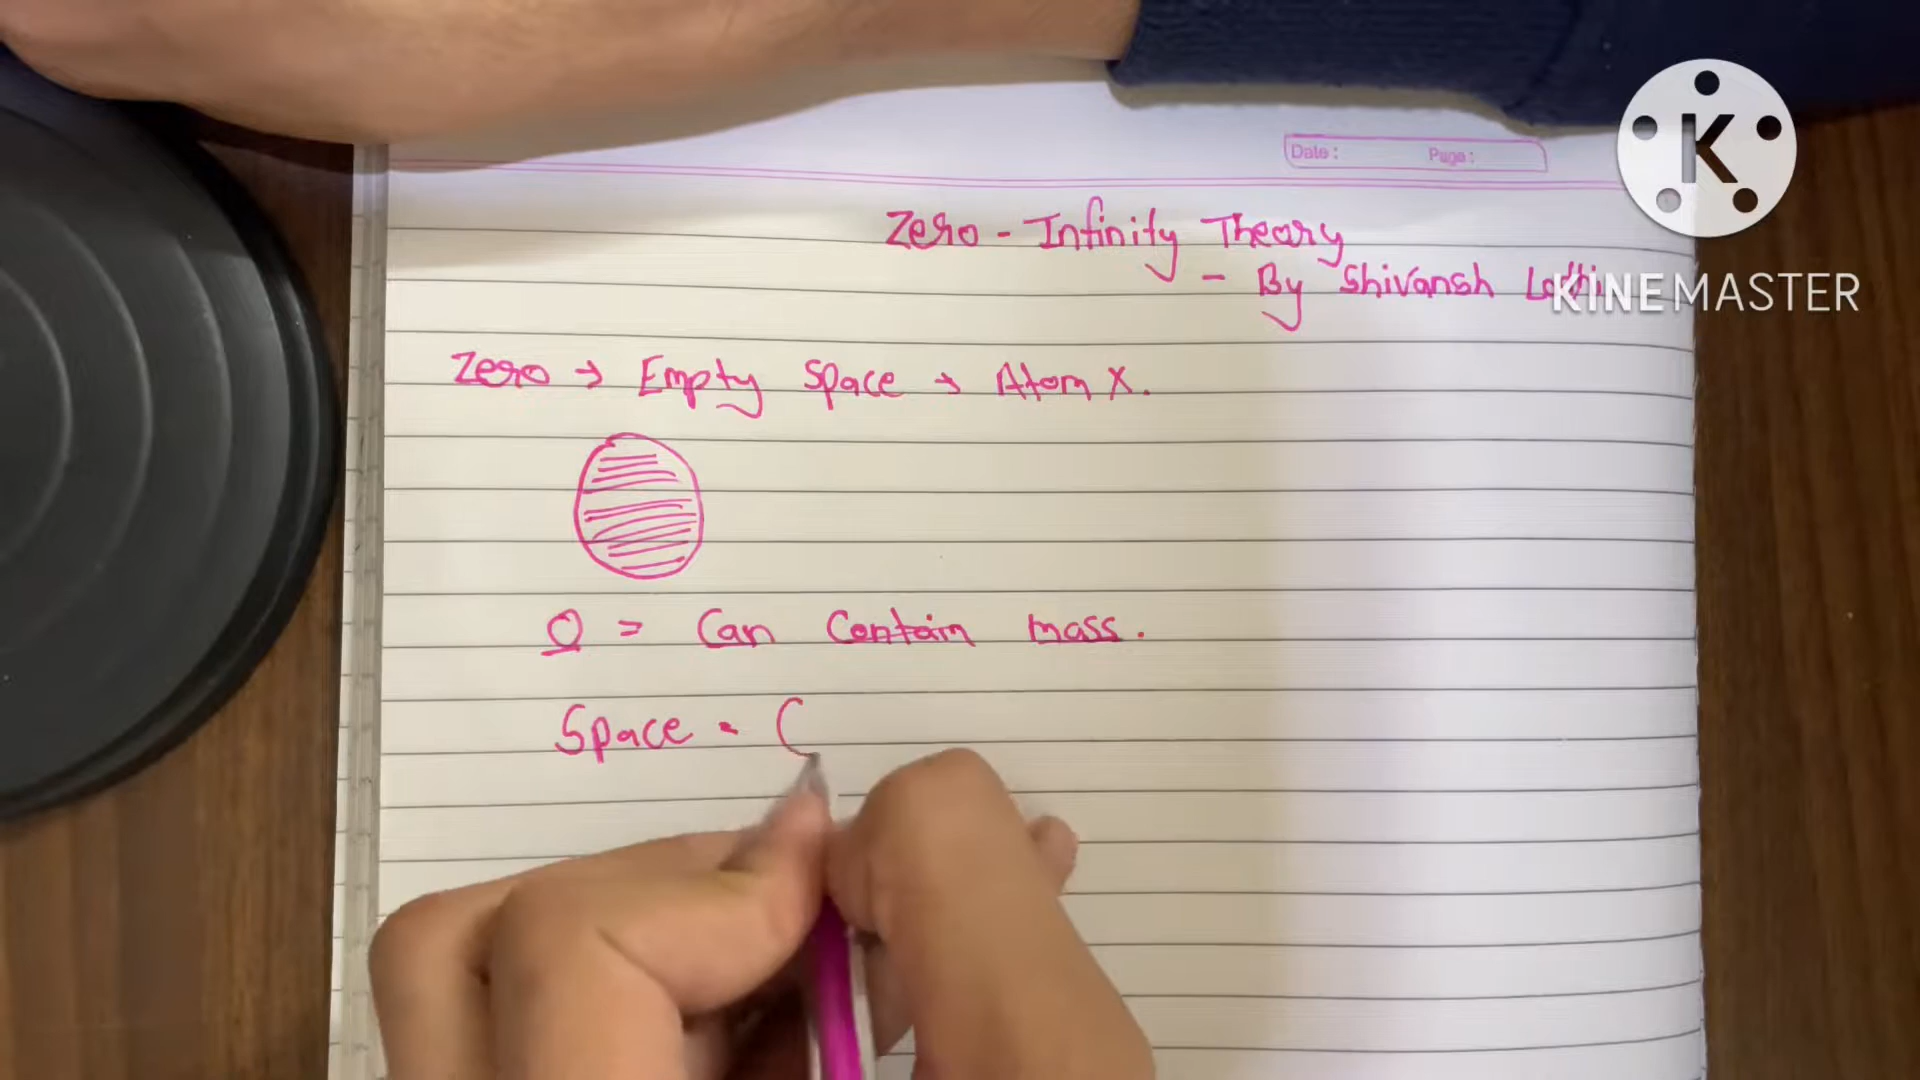 Date: Page:
K
KINEMASTER
Zero - Infinity Theory
- By Shivansh
Zero → Empty Space → Atom X.
0 = Can Contain mass.
Space - C